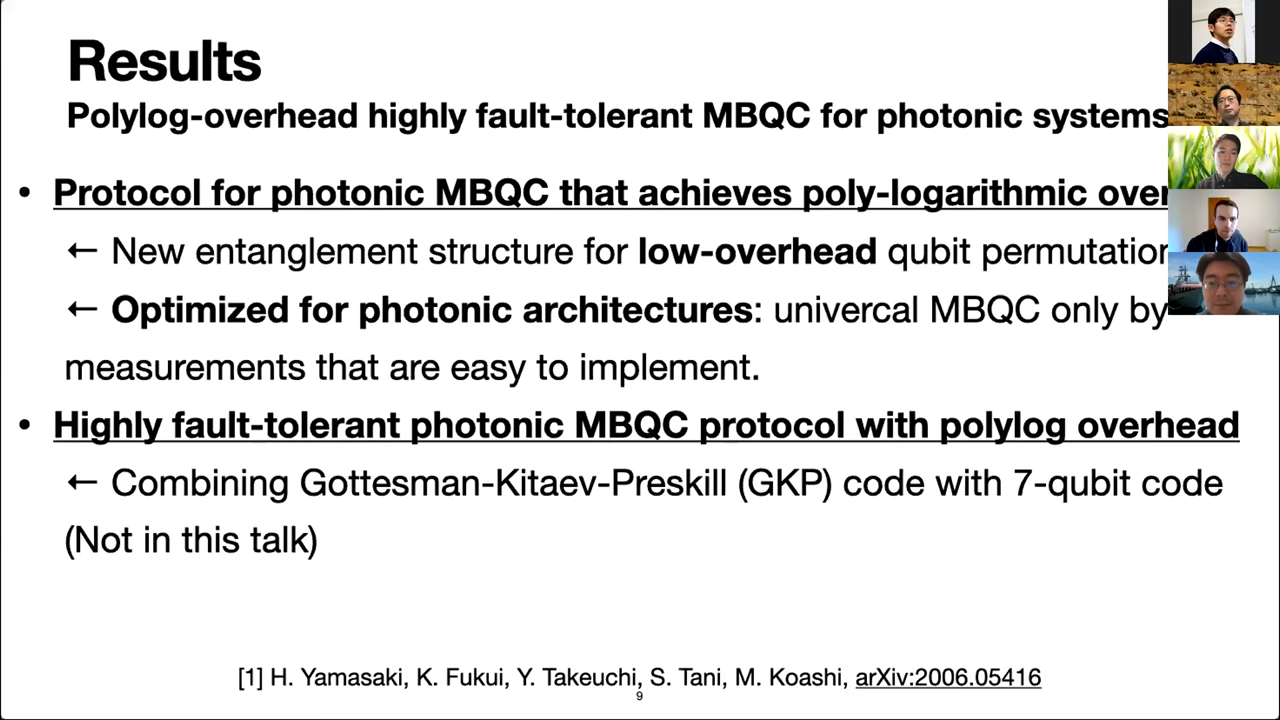 Results
Polylog-overhead highly fault-tolerant MBQC for photonic systems
• Protocol for photonic MBQC that achieves poly-logarithmic
← New entanglement structure for low-overhead qubit
← Optimized for photonic architectures: univercal MBQC only by
measurements that are easy to implement.
• Highly fault-tolerant photonic MBQC protocol with polylog overhead
← Combining Gottesman-Kitaev-Preskill (GKP) code with 7-qubit code
(Not in this talk)
[1] H. Yamasaki, K. Fukui, Y. Takeuchi, S. Tani, M. Koashi, arXiv:2006.05416
9